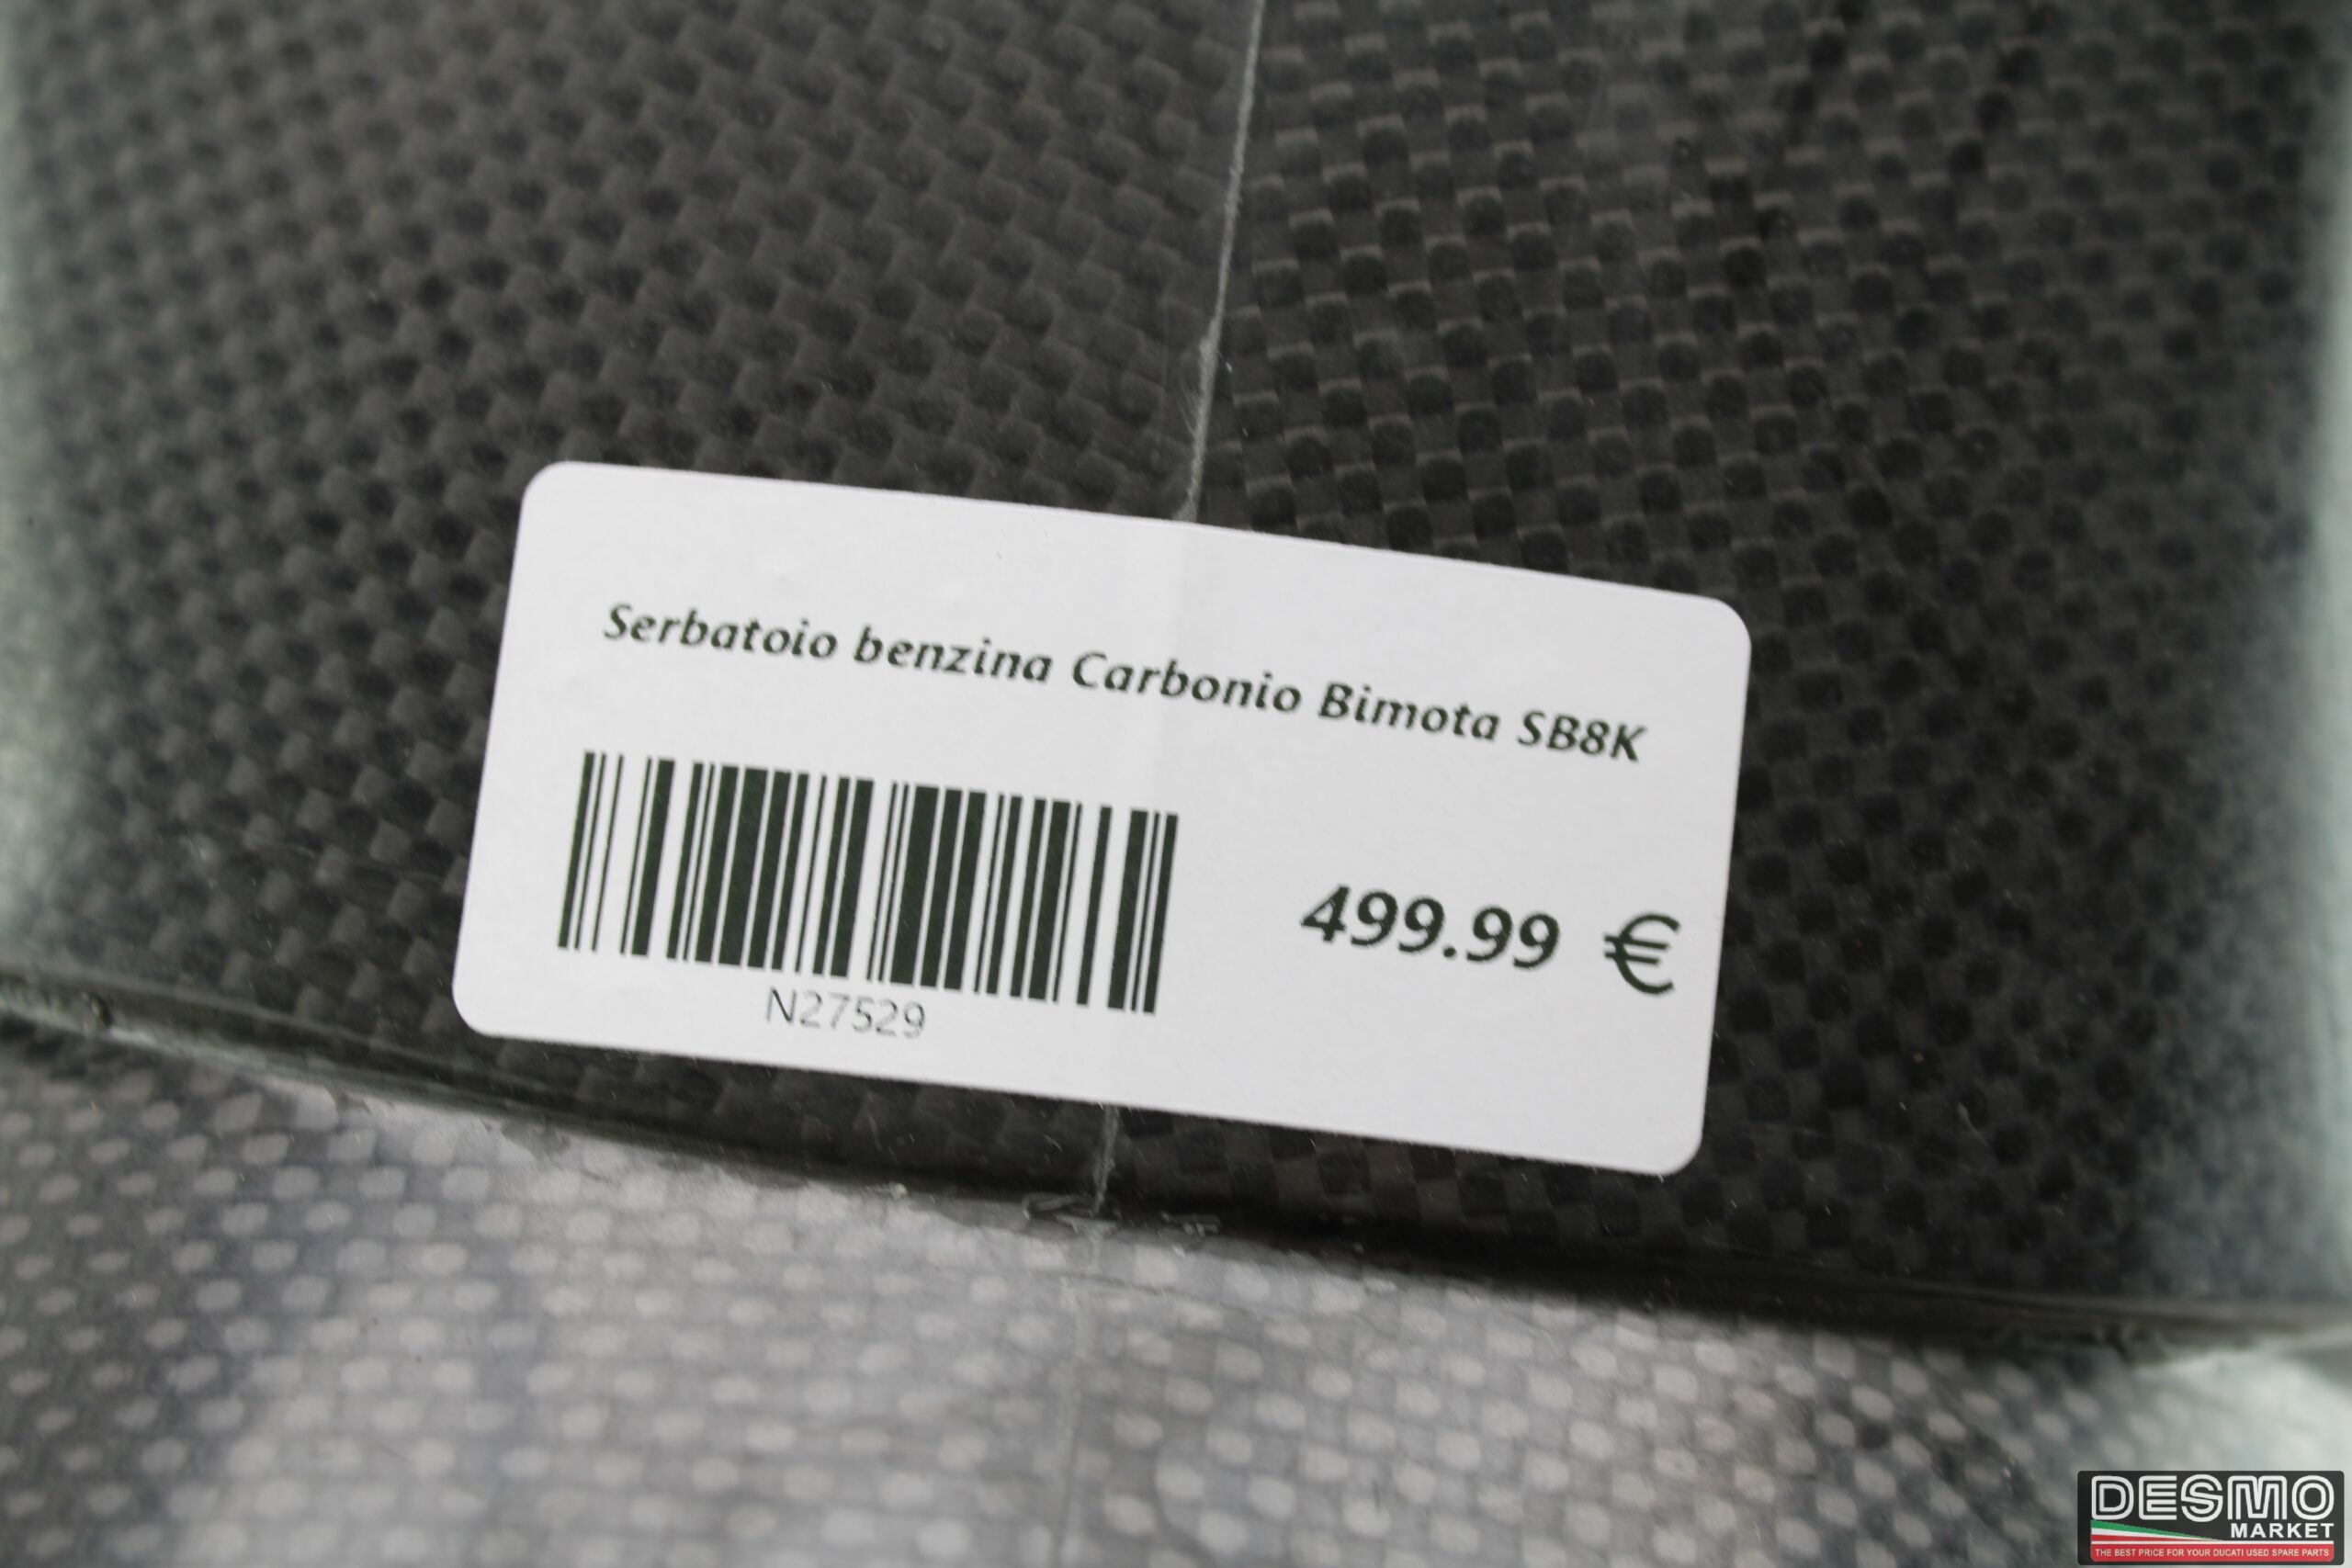 Serbatoio benzina Carbonio Bimota SB8K
499.99 €
N27529
DESMO
MARKET
THE BEST PRICE FOR YOUR DUCATI USED SPARE PARTS